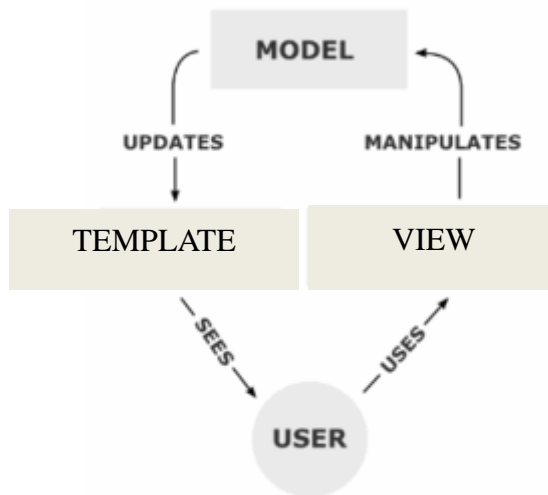 MODEL
UPDATES
MANIPULATES
TEMPLATE
VIEW
SEES
USES
USER